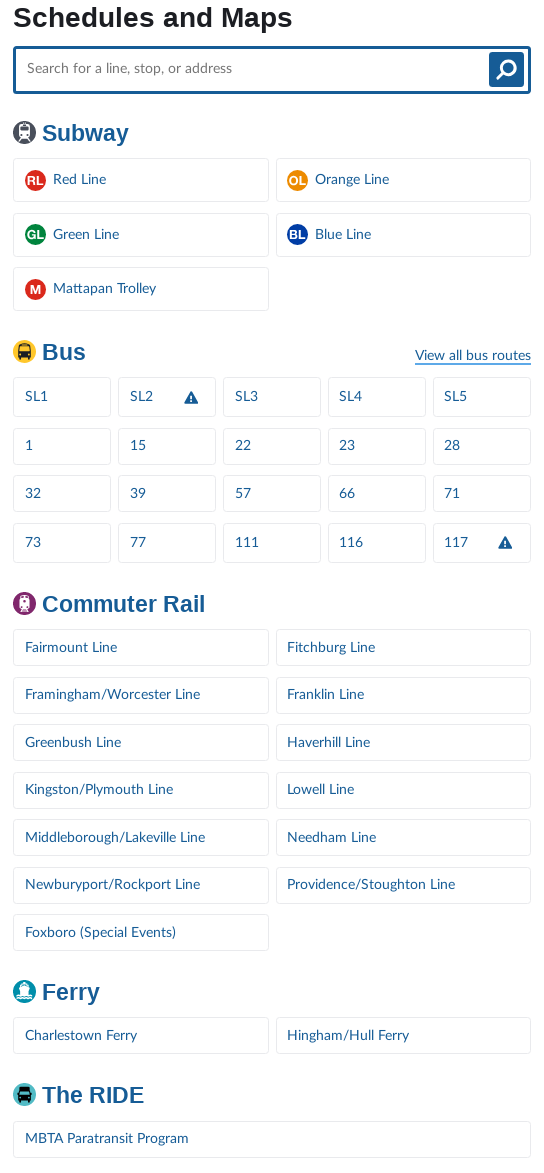 Schedules and Maps
Search for a line, stop, or address
Subway
RL Red Line
OL Orange Line
GL Green Line
BL Blue Line
M Mattapan Trolley
Bus
View all bus routes
SL1
SL2
SL3
SL4
SL5
1
15
22
23
28
32
39
57
66
71
73
77
111
116
117
Commuter Rail
Fairmount Line
Fitchburg Line
Framingham/Worcester Line
Franklin Line
Greenbush Line
Haverhill Line
Kingston/Plymouth Line
Lowell Line
Middleborough/Lakeville Line
Needham Line
Newburyport/Rockport Line
Providence/Stoughton Line
Foxboro (Special Events)
Ferry
Charlestown Ferry
Hingham/Hull Ferry
The RIDE
MBTA Paratransit Program